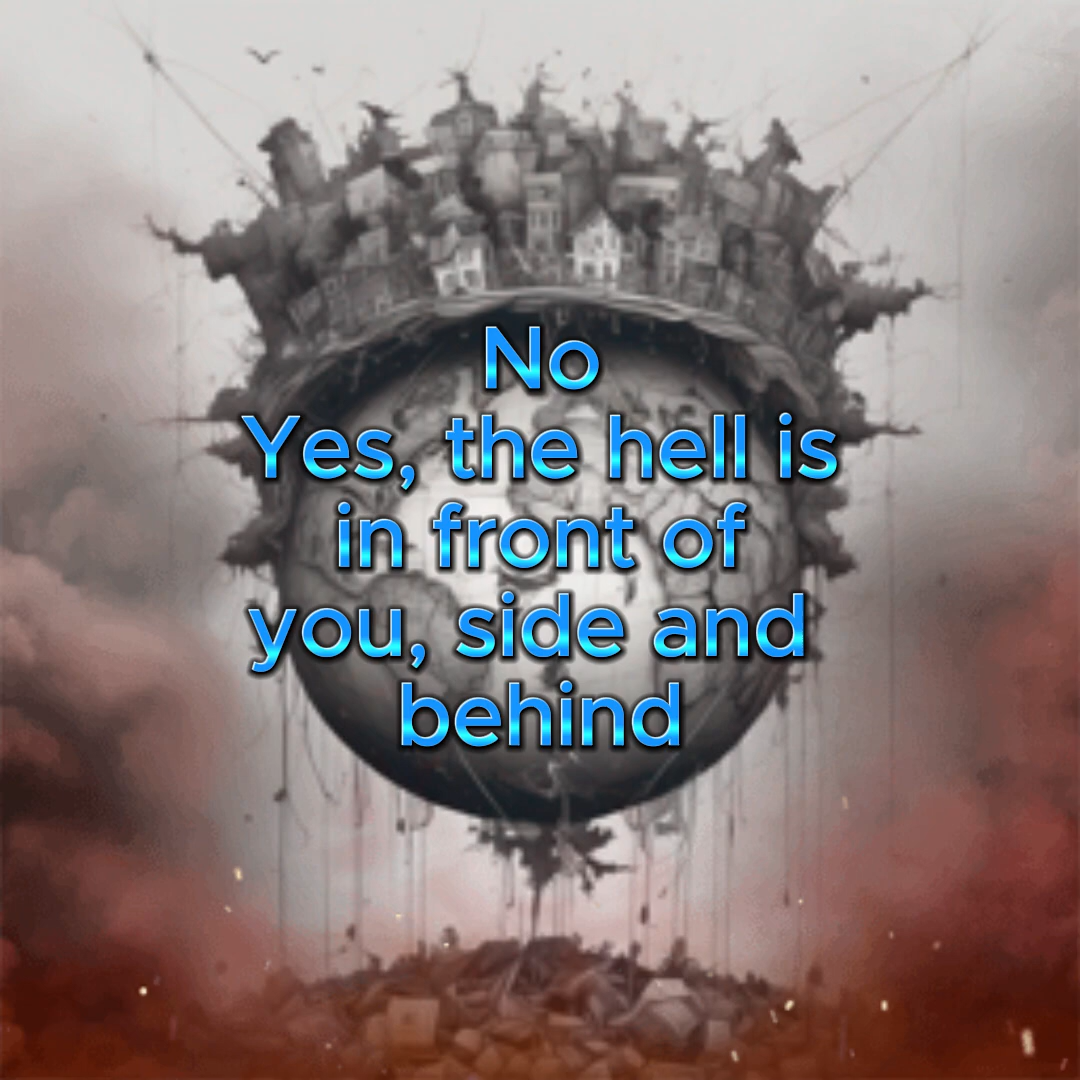 No
Yes, the hell is
in front of
you, side and
behind